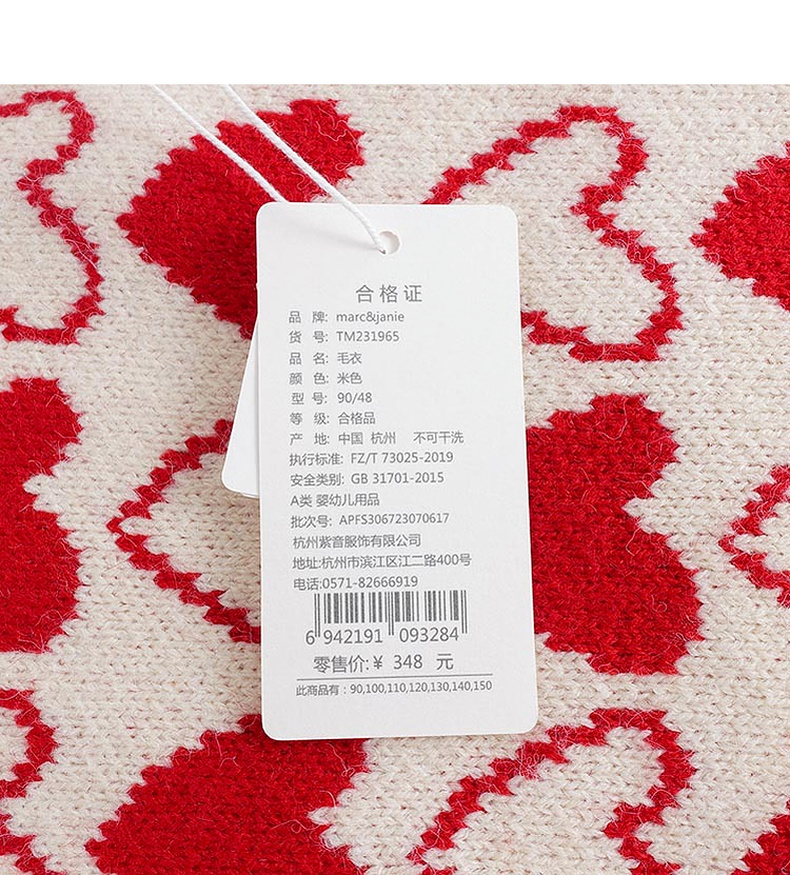 合格证
品 牌: marc&janie
货 号: TM231965
品 名: 毛衣
颜 色: 米色
型 号: 90/48
等 级: 合格品
产 地: 中国 杭州 不可干洗
执行标准: FZ/T 73025-2019
安全类别: GB 31701-2015
A类 婴幼儿用品
批次号: APFS306723070617
杭州紫音服饰有限公司
地址:杭州市滨江区江二路400号
电话:0571-82666919
6 942191 093284
零售价:¥ 348 元
此商品有：90,100,110,120,130,140,150